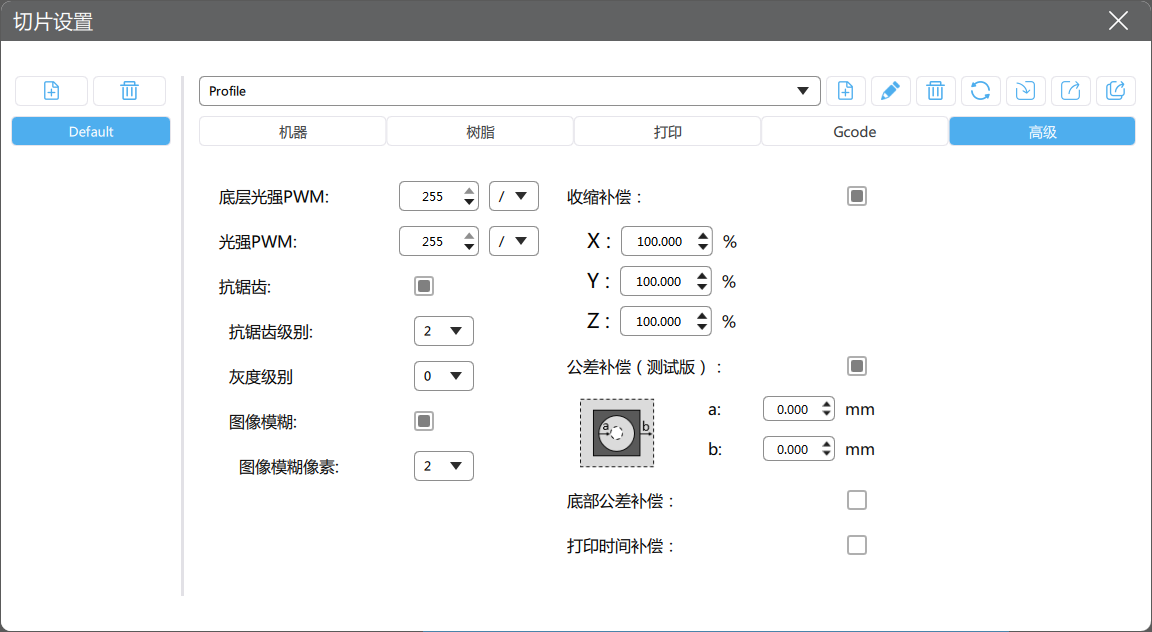 切片设置
Profile
Default
机器 树脂 打印 Gcode 高级
底层光强PWM: 255 /
光强PWM: 255 /
抗锯齿:
抗锯齿级别: 2
灰度级别 0
图像模糊:
图像模糊像素: 2
收缩补偿：
X： 100.000 %
Y： 100.000 %
Z： 100.000 %
公差补偿（测试版）：
a b
a: 0.000 mm
b: 0.000 mm
底部公差补偿：
打印时间补偿：